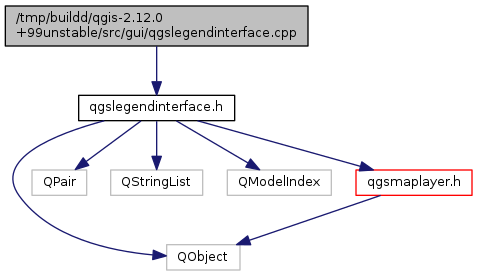 /tmp/buildd/qgis-2.12.0
+99unstable/src/gui/qgslegendinterface.cpp
qgslegendinterface.h
QPair
QStringList
QModelIndex
qgsmaplayer.h
QObject